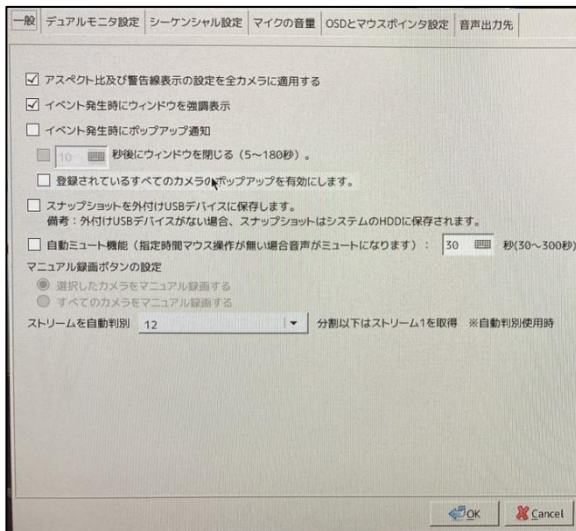 一般 デュアルモニタ設定 シーケンシャル設定 マイクの音量 OSDとマウスポインタ設定 音声出力先
アスペクト比及び警告線表示の設定を全カメラに適用する
イベント発生時にウィンドウを強調表示
イベント発生時にポップアップ通知
10 秒後にウィンドウを閉じる(5~180秒)。
登録されているすべてのカメラのポップアップを有効にします。
スナップショットを外付けUSBデバイスに保存します。
備考:外付けUSBデバイスがない場合、スナップショットはシステムのHDDに保存されます。
自動ミュート機能(指定時間マウス操作が無い場合音声がミュートになります): 30 秒(30~300秒)
マニュアル録画ボタンの設定
選択したカメラをマニュアル録画する
すべてのカメラをマニュアル録画する
ストリームを自動判別 12 分割以下はストリーム1を取得 ※自動判別使用時
OK Cancel